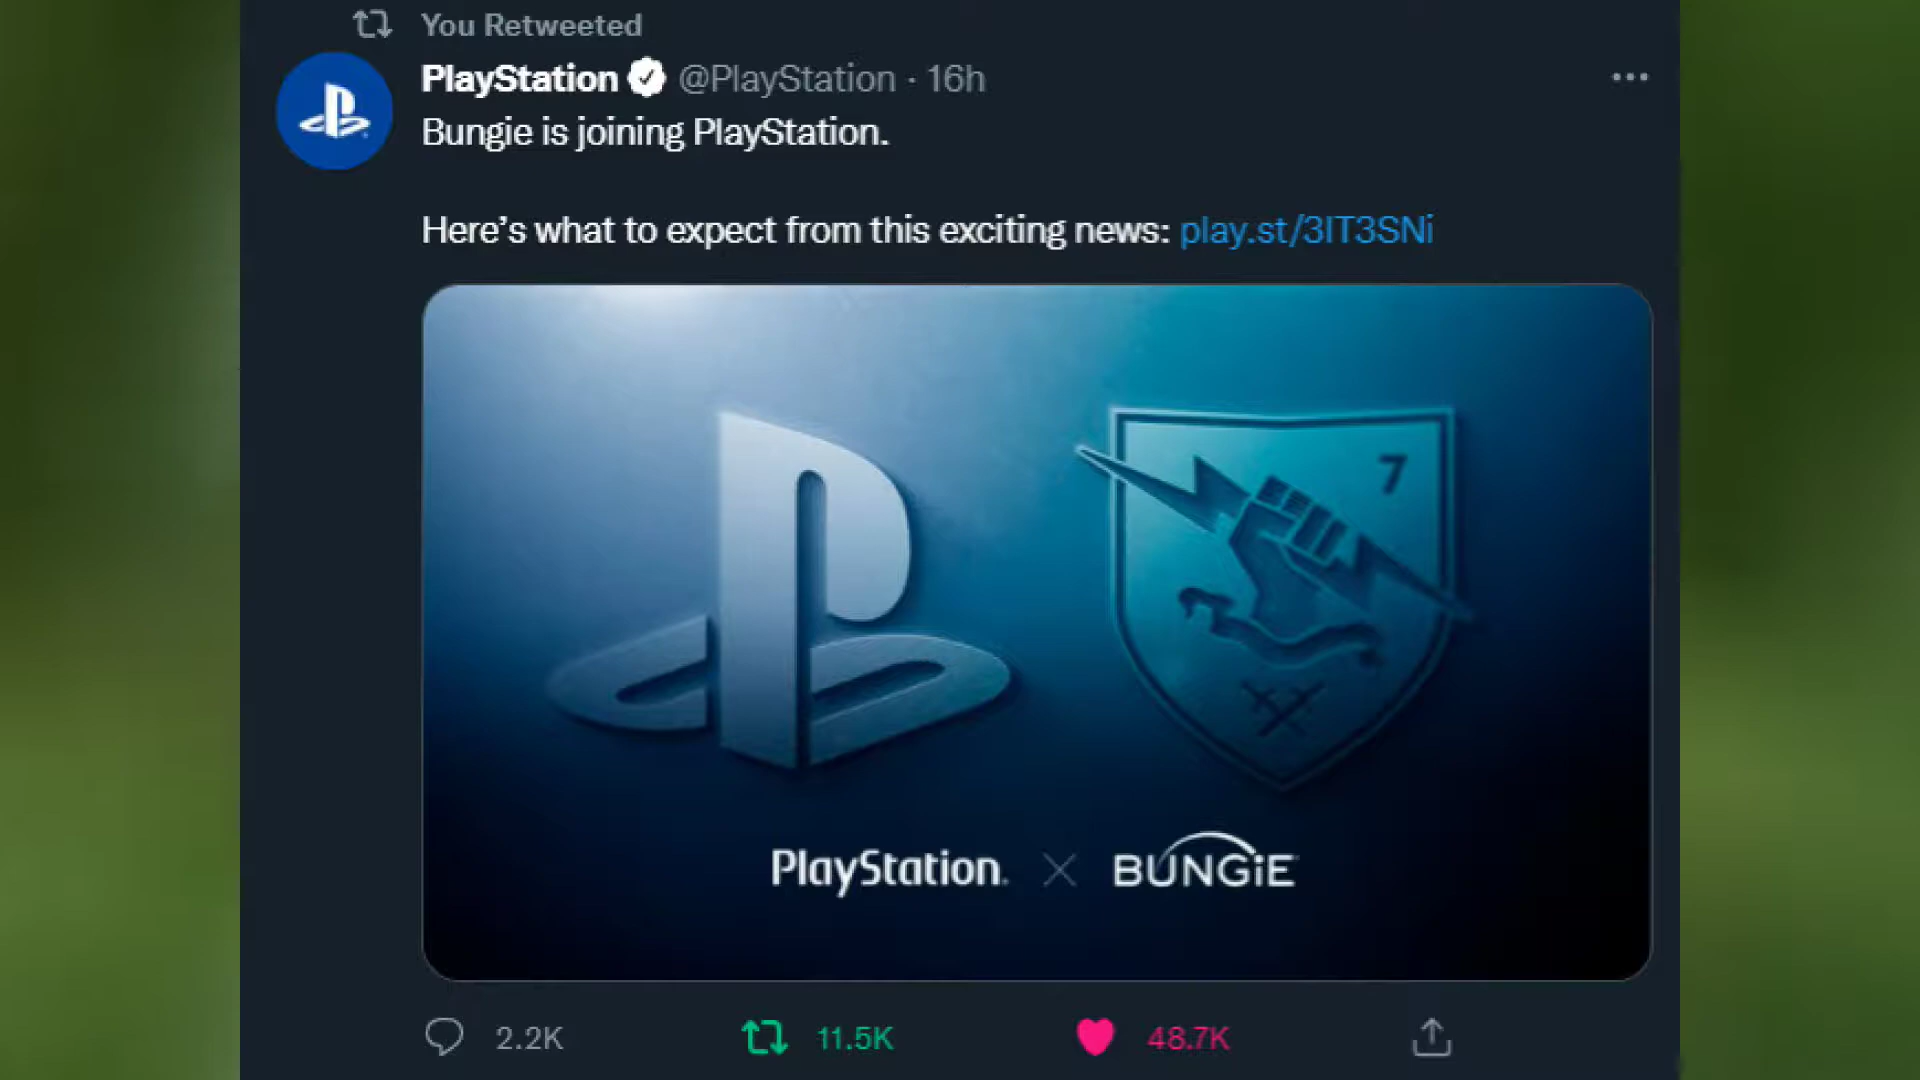 You Retweeted
PlayStation @PlayStation · 16h
Bungie is joining PlayStation.
Here's what to expect from this exciting news: play.st/3IT3SNi
7
PlayStation. × BUNGiE
2.2K 11.5K 48.7K